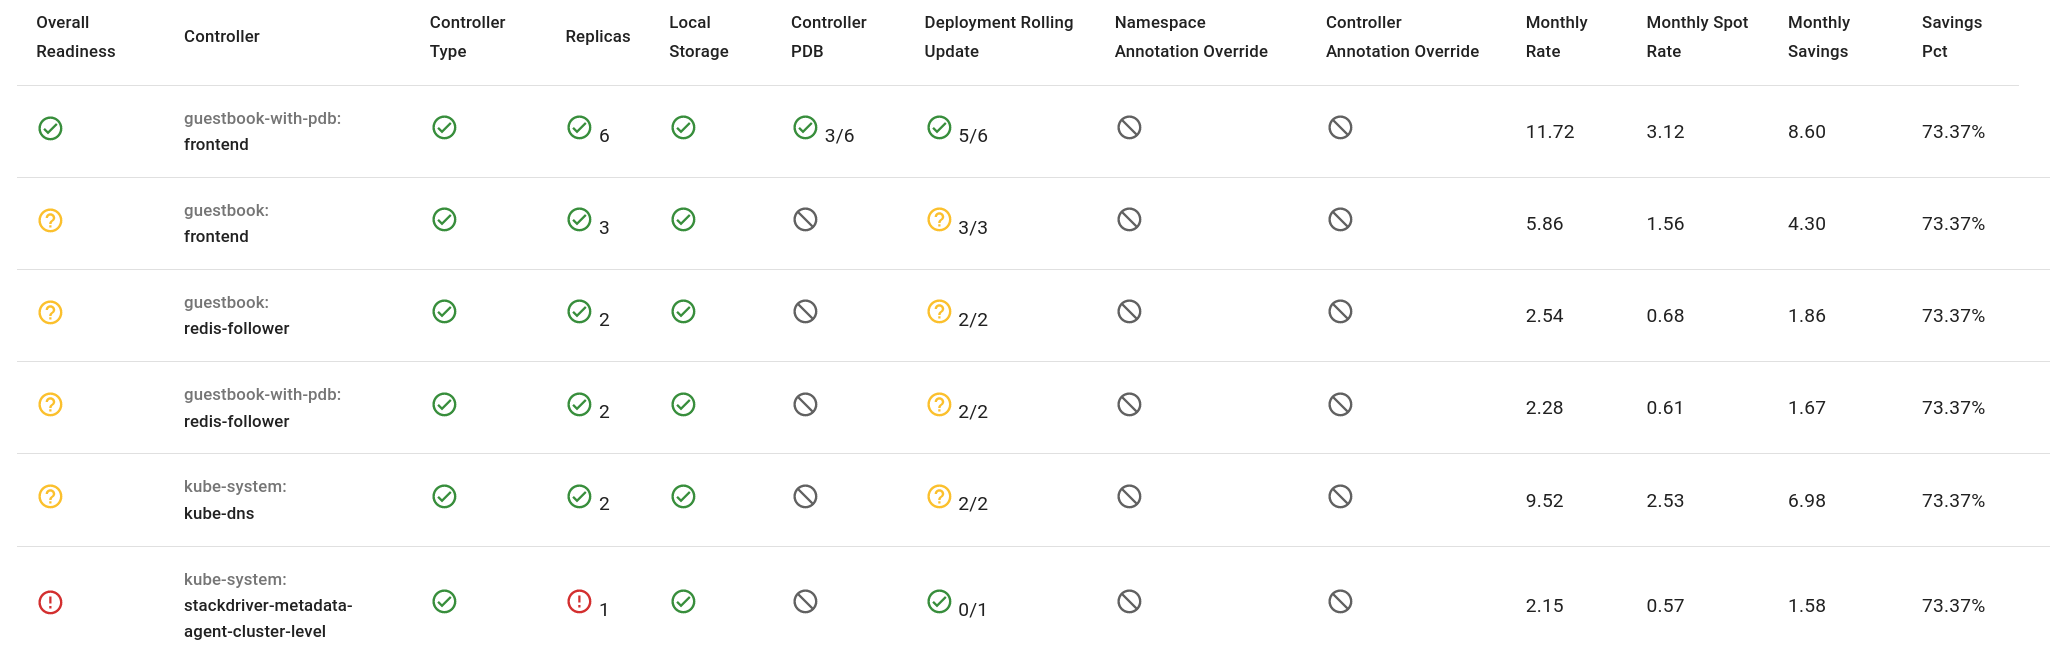 Overall Readiness Controller Controller Type Replicas Local Storage Controller PDB Deployment Rolling Update Namespace Annotation Override Controller Annotation Override Monthly Rate Monthly Spot Rate Monthly Savings Savings Pct
guestbook-with-pdb:
frontend 6 3/6 5/6 11.72 3.12 8.60 73.37%
guestbook:
frontend 3 3/3 5.86 1.56 4.30 73.37%
guestbook:
redis-follower 2 2/2 2.54 0.68 1.86 73.37%
guestbook-with-pdb:
redis-follower 2 2/2 2.28 0.61 1.67 73.37%
kube-system:
kube-dns 2 2/2 9.52 2.53 6.98 73.37%
kube-system:
stackdriver-metadata- 1 0/1 2.15 0.57 1.58 73.37%
agent-cluster-level